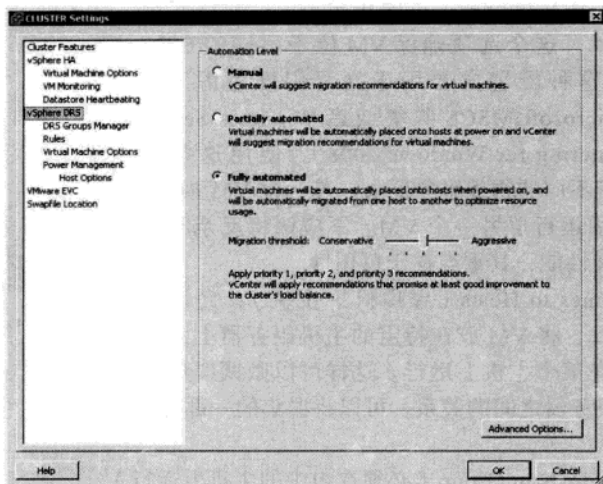 CLUSTER Settings
Cluster Features
vSphere HA
Virtual Machine Options
VM Monitoring
Datastore Heartbeating
vSphere DRS
DRS Groups Manager
Rules
Virtual Machine Options
Power Management
Host Options
VMware EVC
Swapfile Location
Automation Level
Manual
vCenter will suggest migration recommendations for virtual machines.
Partially automated
Virtual machines will be automatically placed onto hosts at power on and vCenter
will suggest migration recommendations for virtual machines.
Fully automated
Virtual machines will be automatically placed onto hosts when powered on, and
will be automatically migrated from one host to another to optimize resource
usage.
Migration threshold: Conservative Aggressive
Apply priority 1, priority 2, and priority 3 recommendations.
vCenter will apply recommendations that promise at least good improvement to
the cluster's load balance.
Advanced Options...
Help
OK
Cancel